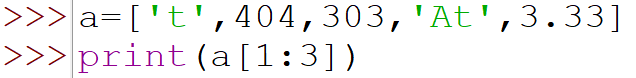 >>> a=['t',404,303,'At',3.33]
>>> print(a[1:3])